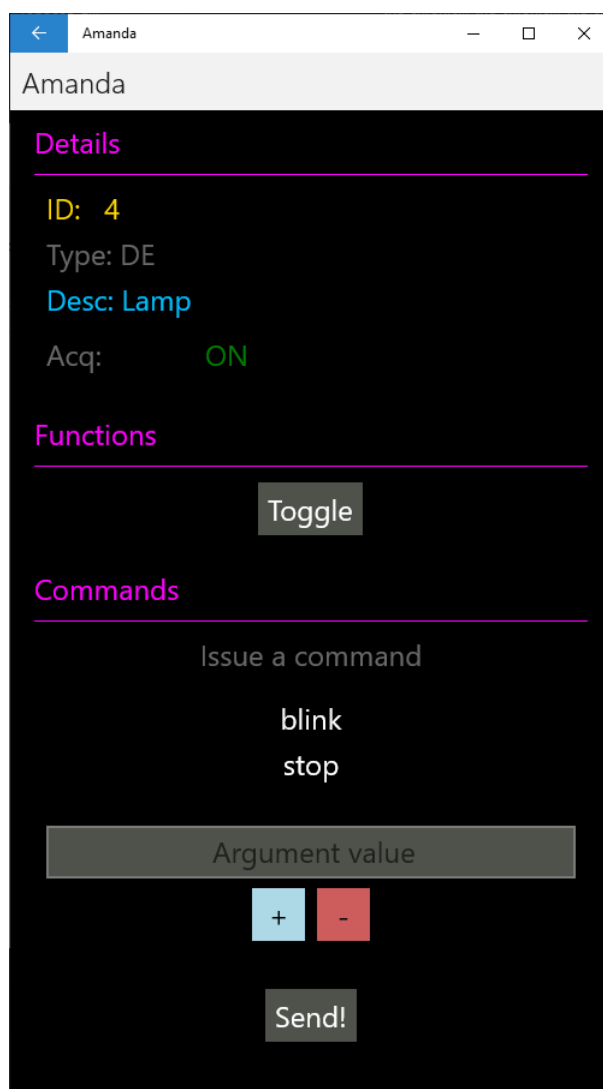 Amanda
Amanda
Details
ID: 4
Type: DE
Desc: Lamp
Acq: ON
Functions
Toggle
Commands
Issue a command
blink
stop
Argument value
+ -
Send!